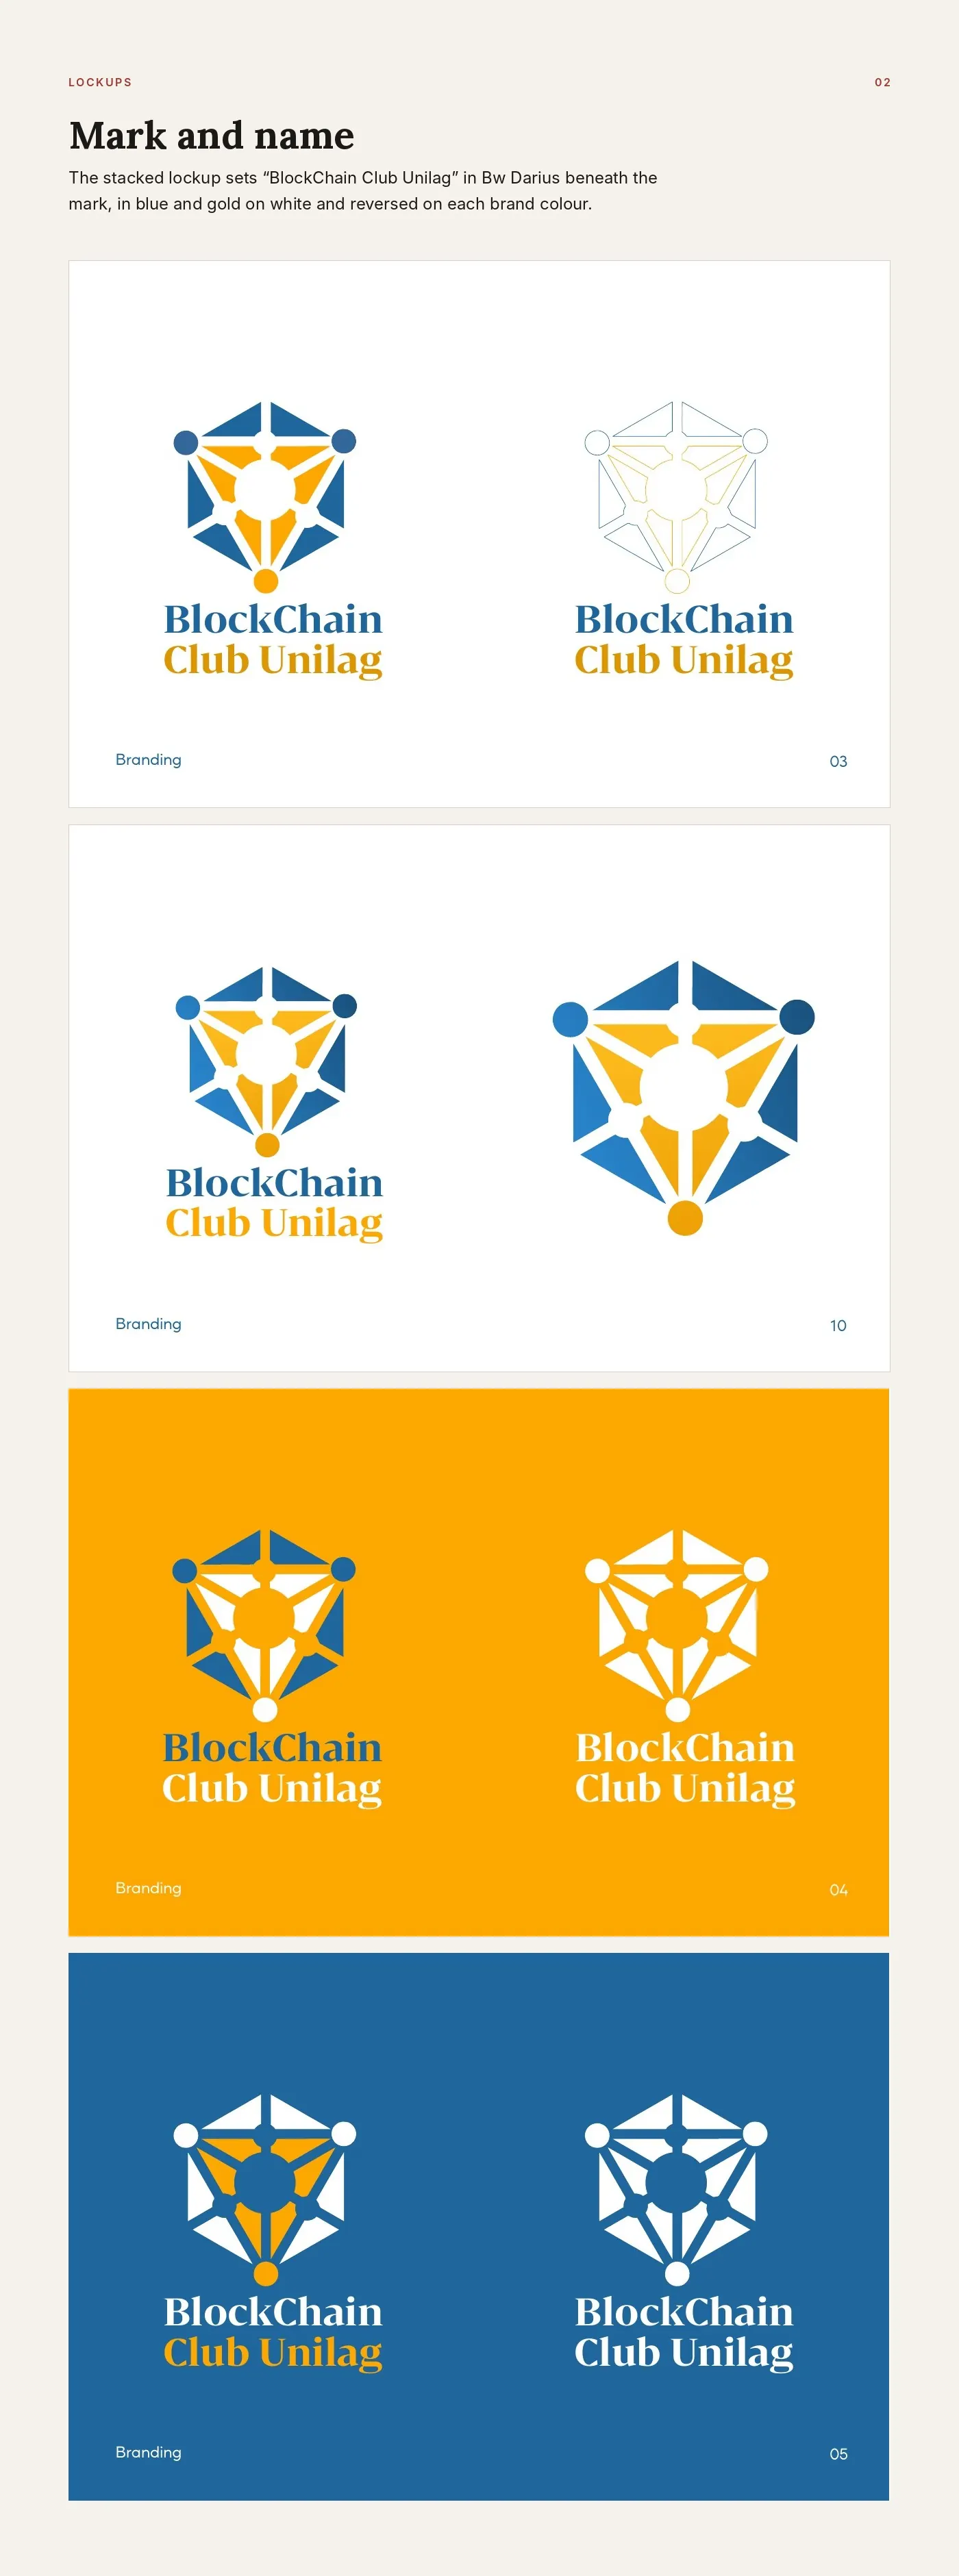 LOCKUPS
02
Mark and name
The stacked lockup sets “BlockChain Club Unilag” in Bw Darius beneath the
mark, in blue and gold on white and reversed on each brand colour.
BlockChain
Club Unilag
BlockChain
Club Unilag
Branding
03
BlockChain
Club Unilag
Branding
10
BlockChain
Club Unilag
BlockChain
Club Unilag
Branding
04
BlockChain
Club Unilag
BlockChain
Club Unilag
Branding
05